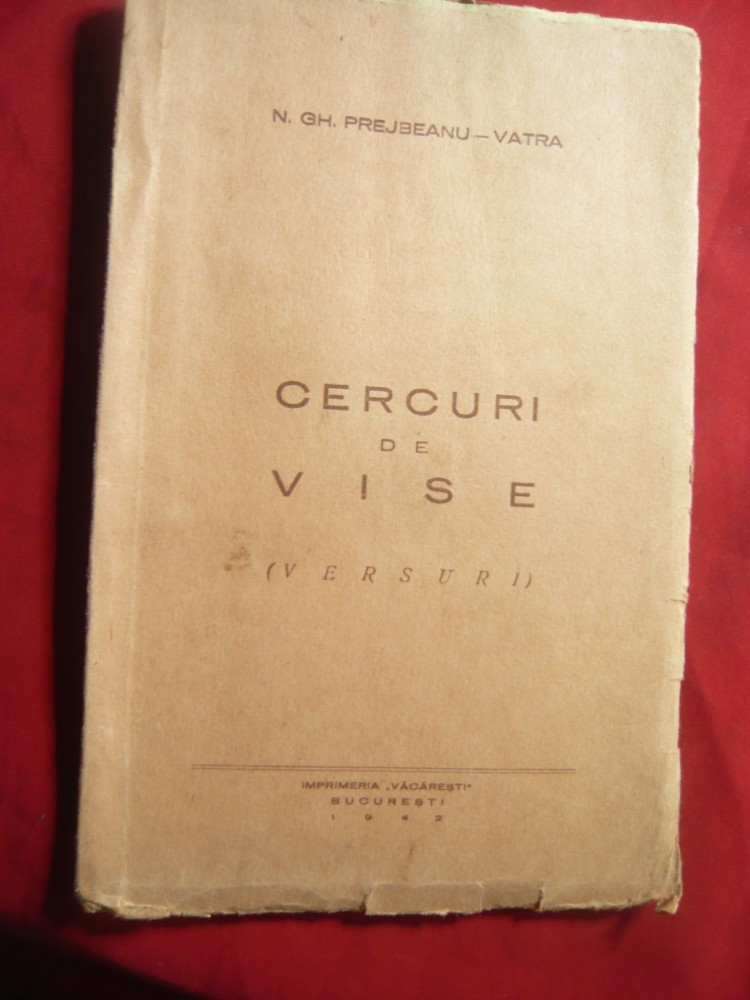 N. GH. PREJBEANU — VATRA
CERCURI
DE
VISE
(VERSURI)
IMPRIMERIA „VĂCĂREȘTI"
BUCUREȘTI
1942